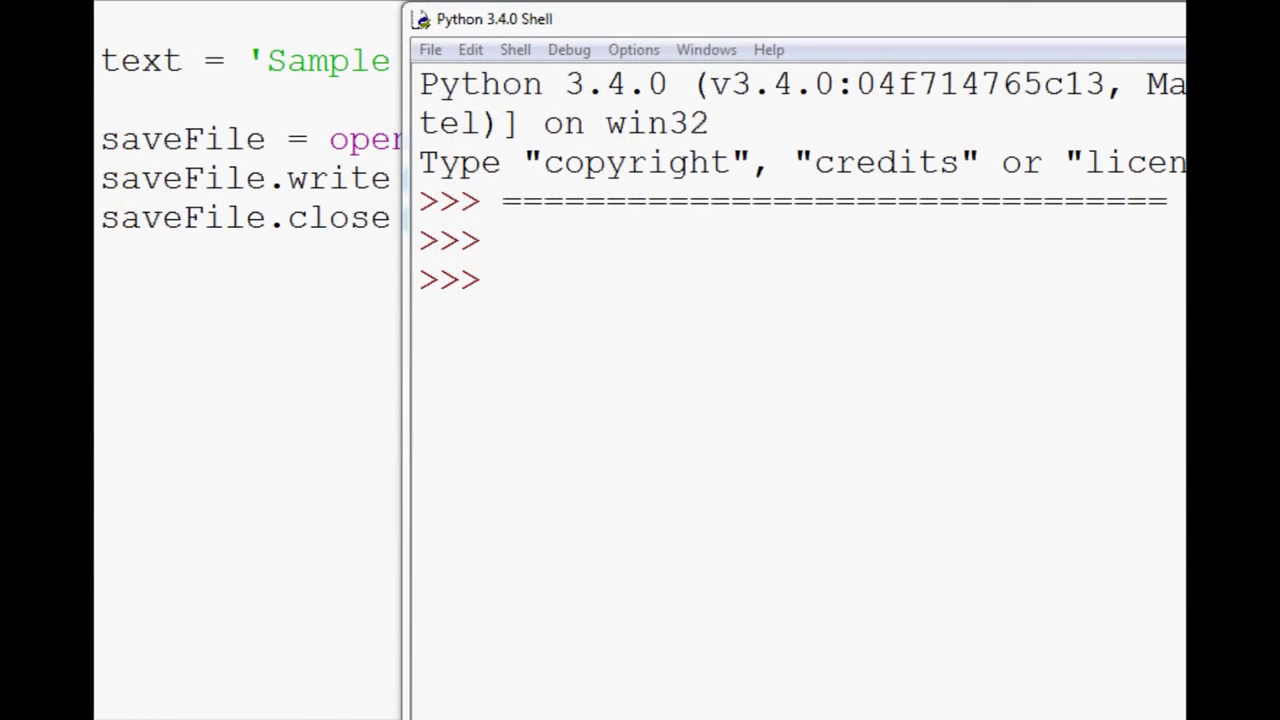 text = 'Sample
saveFile = open
saveFile.write
saveFile.close
Python 3.4.0 Shell
File Edit Shell Debug Options Windows Help
Python 3.4.0 (v3.4.0:04f714765c13, Ma
tel)] on win32
Type "copyright", "credits" or "licen
>>> ================================
>>>
>>>